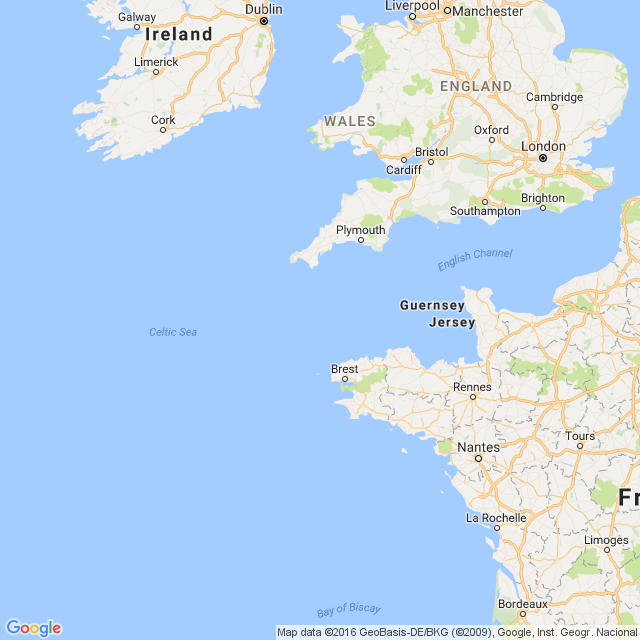 Galway
Dublin
Ireland
Limerick
Cork
Liverpool
Manchester
ENGLAND
WALES
Cambridge
Oxford
Bristol
London
Cardiff
Southampton
Brighton
Plymouth
English Channel
Guernsey
Jersey
Celtic Sea
Brest
Rennes
Nantes
Tours
Fr
La Rochelle
Limoges
Bordeaux
Bay of Biscay
Google
Map data ©2016 GeoBasis-DE/BKG (©2009), Google, Inst. Geogr. Nacional